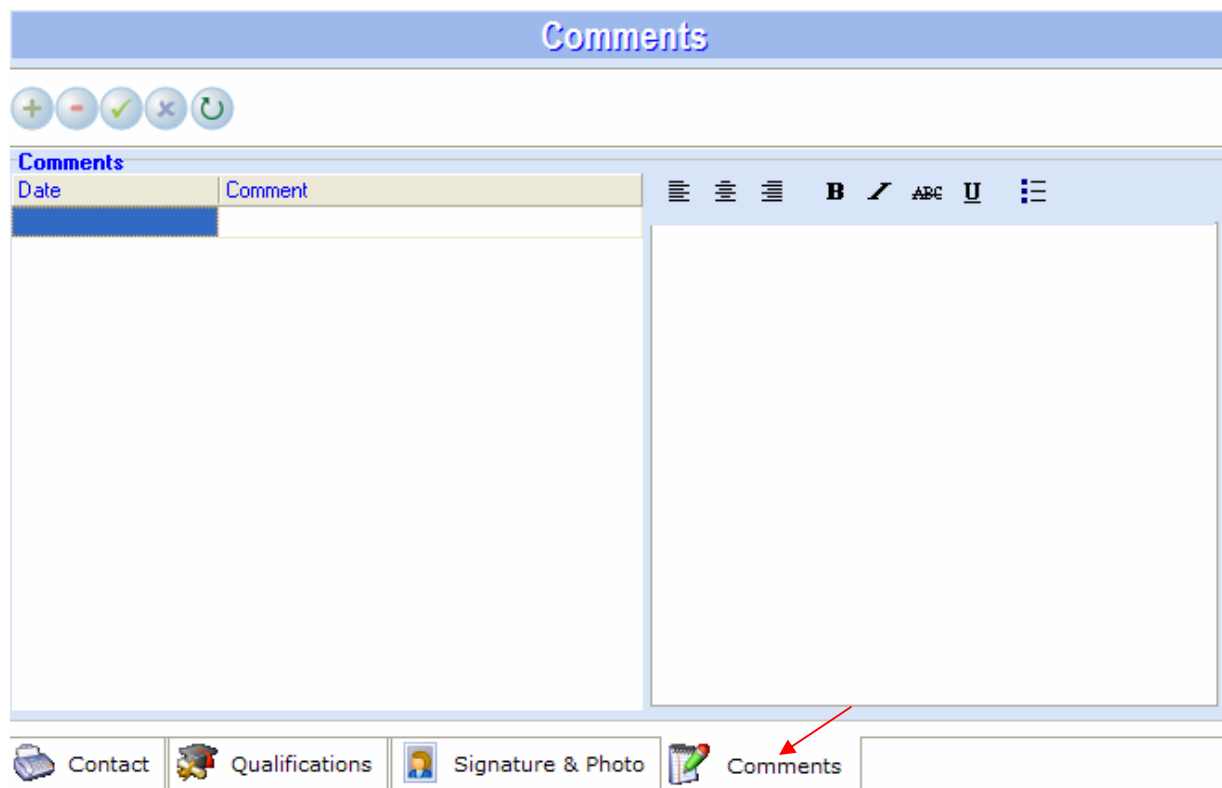 Comments
Comments
Date Comment
B I ABC U
Contact Qualifications Signature & Photo Comments